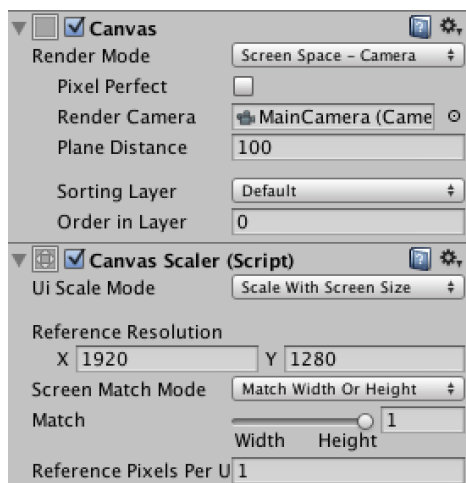 Canvas
Render Mode Screen Space - Camera
Pixel Perfect
Render Camera MainCamera (Came
Plane Distance 100
Sorting Layer Default
Order in Layer 0
Canvas Scaler (Script)
Ui Scale Mode Scale With Screen Size
Reference Resolution
X 1920 Y 1280
Screen Match Mode Match Width Or Height
Match 1
Width Height
Reference Pixels Per U 1